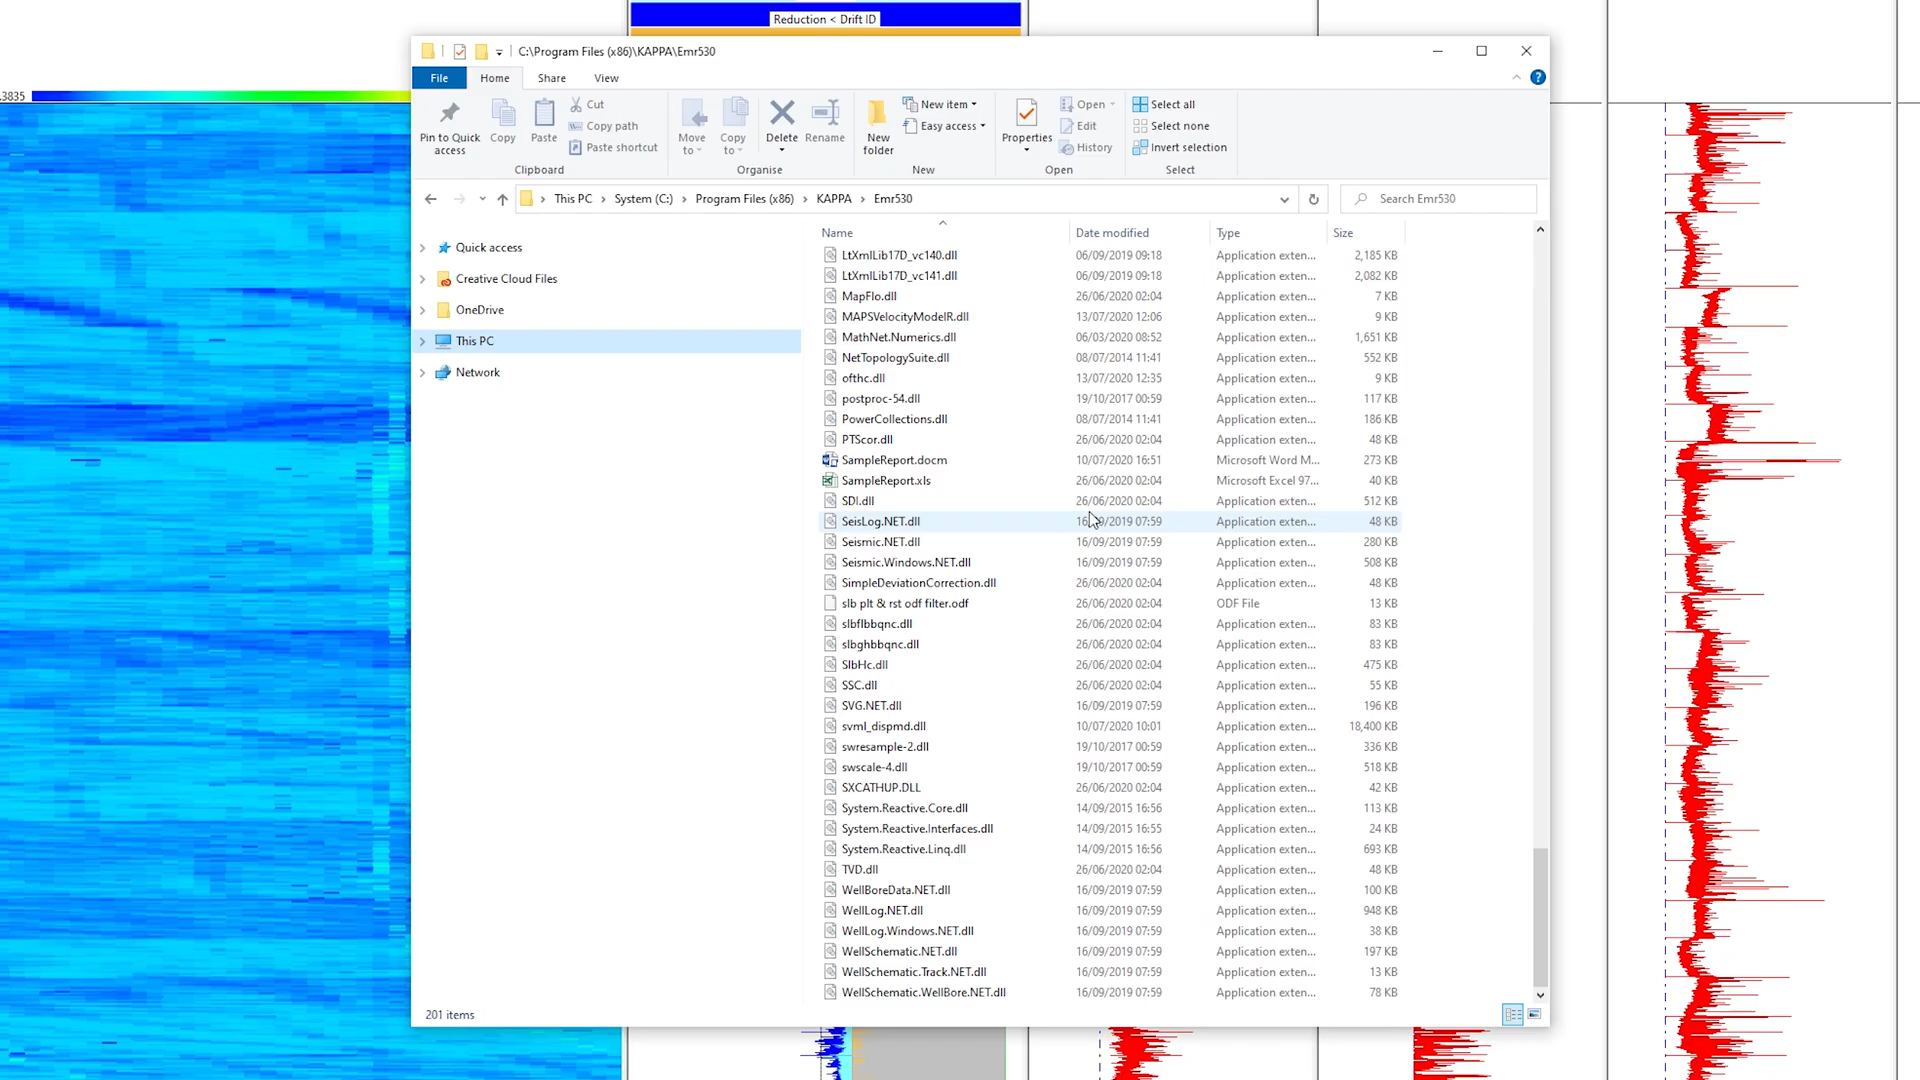 Reduction < Drift ID
.3835
C:\Program Files (x86)\KAPPA\Emr530
File Home Share View
Pin to Quick access
Copy
Paste
Cut
Copy path
Paste shortcut
Clipboard
Move to
Copy to
Delete
Rename
Organise
New folder
New item
Easy access
New
Properties
Open
Edit
History
Open
Select all
Select none
Invert selection
Select
This PC > System (C:) > Program Files (x86) > KAPPA > Emr530
Search Emr530
Quick access
Creative Cloud Files
OneDrive
This PC
Network
Name Date modified Type Size
LtXmlLib17D_vc140.dll 06/09/2019 09:18 Application exten... 2,185 KB
LtXmlLib17D_vc141.dll 06/09/2019 09:18 Application exten... 2,082 KB
MapFlo.dll 26/06/2020 02:04 Application exten... 7 KB
MAPSVelocityModelR.dll 13/07/2020 12:06 Application exten... 9 KB
MathNet.Numerics.dll 06/03/2020 08:52 Application exten... 1,651 KB
NetTopologySuite.dll 08/07/2014 11:41 Application exten... 552 KB
ofthc.dll 13/07/2020 12:35 Application exten... 9 KB
postproc-54.dll 19/10/2017 00:59 Application exten... 117 KB
PowerCollections.dll 08/07/2014 11:41 Application exten... 186 KB
PTScor.dll 26/06/2020 02:04 Application exten... 48 KB
SampleReport.docm 10/07/2020 16:51 Microsoft Word M... 273 KB
SampleReport.xls 26/06/2020 02:04 Microsoft Excel 97... 40 KB
SDI.dll 26/06/2020 02:04 Application exten... 512 KB
SeisLog.NET.dll /2019 07:59 Application exten... 48 KB
Seismic.NET.dll 16/09/2019 07:59 Application exten... 280 KB
Seismic.Windows.NET.dll 16/09/2019 07:59 Application exten... 508 KB
SimpleDeviationCorrection.dll 26/06/2020 02:04 Application exten... 48 KB
slb plt & rst odf filter.odf 26/06/2020 02:04 ODF File 13 KB
slbflbbqnc.dll 26/06/2020 02:04 Application exten... 83 KB
slbghbbqnc.dll 26/06/2020 02:04 Application exten... 83 KB
SlbHc.dll 26/06/2020 02:04 Application exten... 475 KB
SSC.dll 26/06/2020 02:04 Application exten... 55 KB
SVG.NET.dll 16/09/2019 07:59 Application exten... 196 KB
svml_dispmd.dll 10/07/2020 10:01 Application exten... 18,400 KB
swresample-2.dll 19/10/2017 00:59 Application exten... 336 KB
swscale-4.dll 19/10/2017 00:59 Application exten... 518 KB
SXCATHUP.DLL 26/06/2020 02:04 Application exten... 42 KB
System.Reactive.Core.dll 14/09/2015 16:56 Application exten... 113 KB
System.Reactive.Interfaces.dll 14/09/2015 16:55 Application exten... 24 KB
System.Reactive.Linq.dll 14/09/2015 16:56 Application exten... 693 KB
TVD.dll 26/06/2020 02:04 Application exten... 48 KB
WellBoreData.NET.dll 16/09/2019 07:59 Application exten... 100 KB
WellLog.NET.dll 16/09/2019 07:59 Application exten... 948 KB
WellLog.Windows.NET.dll 16/09/2019 07:59 Application exten... 38 KB
WellSchematic.NET.dll 16/09/2019 07:59 Application exten... 197 KB
WellSchematic.Track.NET.dll 16/09/2019 07:59 Application exten... 13 KB
WellSchematic.WellBore.NET.dll 16/09/2019 07:59 Application exten... 78 KB
201 items